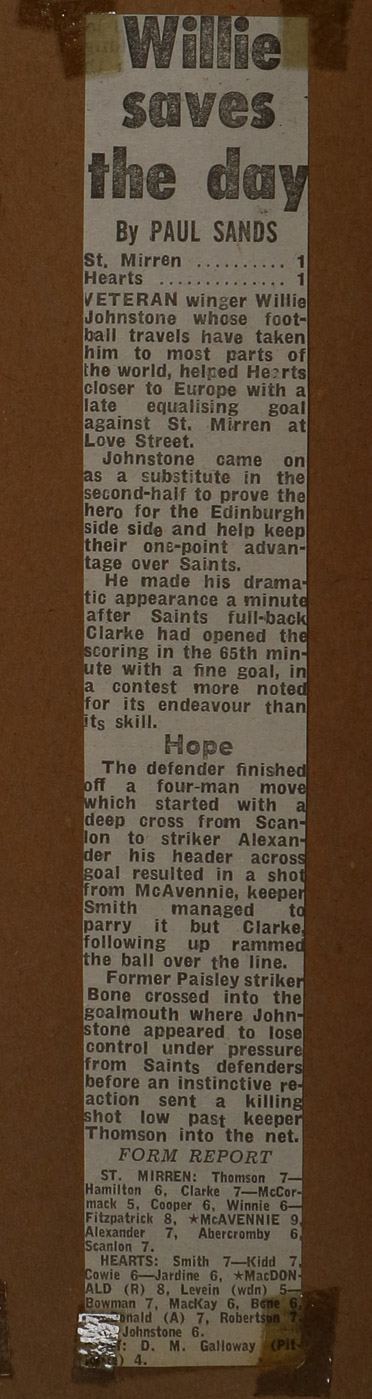 Willie
saves
the day
By PAUL SANDS
St. Mirren .......... 1
Hearts ............. 1
VETERAN winger Willie
Johnstone whose foot-
ball travels have taken
him to most parts of
the world, helped Hearts
closer to Europe with a
late equalising goal
against St. Mirren at
Love Street.
Johnstone came on
as a substitute in the
second-half to prove the
hero for the Edinburgh
side side and help keep
their one-point advan-
tage over Saints.
He made his drama-
tic appearance a minute
after Saints full-back
Clarke had opened the
scoring in the 65th min-
ute with a fine goal, in
a contest more noted
for its endeavour than
its skill.
Hope
The defender finished
off a four-man move
which started with a
deep cross from Scan-
lon to striker Alexan-
der his header across
goal resulted in a shot
from McAvennie, keeper
Smith managed to
parry it but Clarke,
following up rammed
the ball over the line.
Former Paisley striker
Bone crossed into the
goalmouth where John-
stone appeared to lose
control under pressure
from Saints defenders
before an instinctive re-
action sent a killing
shot low past keeper
Thomson into the net.
FORM REPORT
ST. MIRREN: Thomson 7—
Hamilton 6, Clarke 7—McCor-
mack 5, Cooper 6, Winnie 6—
Fitzpatrick 8, ★McAVENNIE 9,
Alexander 7, Abercromby 6,
Scanlon 7.
HEARTS: Smith 7—Kidd 7,
Cowie 6—Jardine 6, ★MacDON-
ALD (R) 8, Levein (wdn) 5—
Bowman 7, MacKay 6, Bone 6,
onald (A) 7, Robertson 7,
Johnstone 6.
: D. M. Galloway (Pit-
) 4.